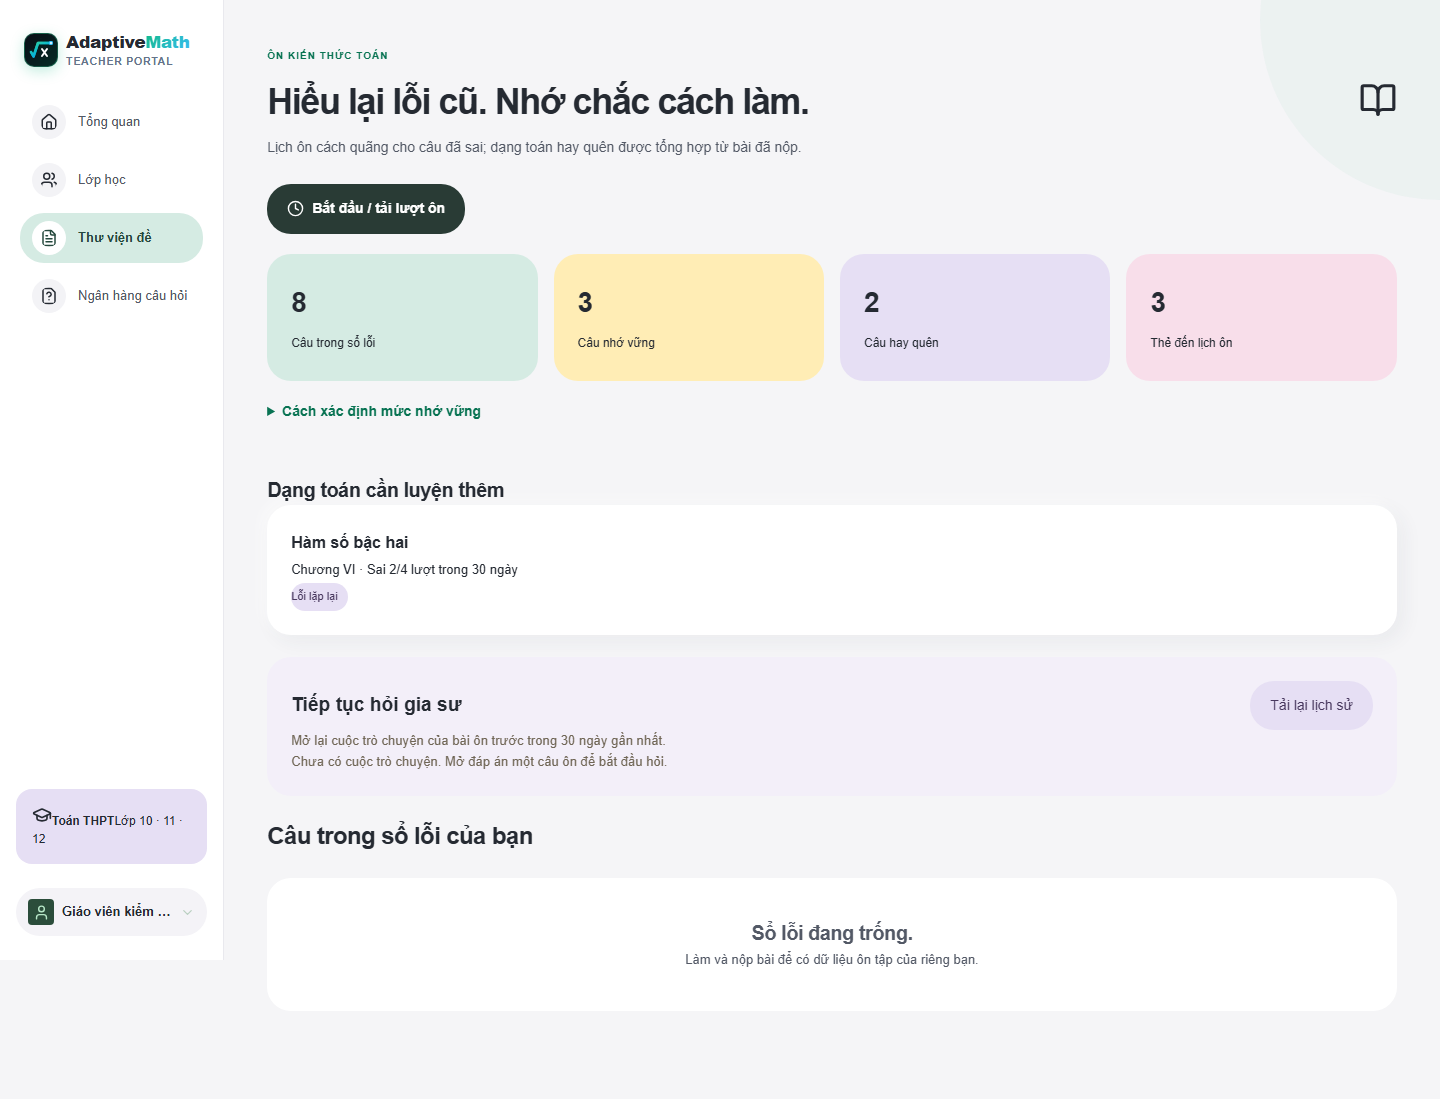 AdaptiveMath
TEACHER PORTAL
Tổng quan
Lớp học
Thư viện đề
Ngân hàng câu hỏi
Toán THPTLớp 10 · 11 ·
12
Giáo viên kiểm ...
ÔN KIẾN THỨC TOÁN
Hiểu lại lỗi cũ. Nhớ chắc cách làm.
Lịch ôn cách quãng cho câu đã sai; dạng toán hay quên được tổng hợp từ bài đã nộp.
Bắt đầu / tải lượt ôn
8
Câu trong sổ lỗi
3
Câu nhớ vững
2
Câu hay quên
3
Thẻ đến lịch ôn
Cách xác định mức nhớ vững
Dạng toán cần luyện thêm
Hàm số bậc hai
Chương VI · Sai 2/4 lượt trong 30 ngày
Lỗi lặp lại
Tiếp tục hỏi gia sư
Tải lại lịch sử
Mở lại cuộc trò chuyện của bài ôn trước trong 30 ngày gần nhất.
Chưa có cuộc trò chuyện. Mở đáp án một câu ôn để bắt đầu hỏi.
Câu trong sổ lỗi của bạn
Sổ lỗi đang trống.
Làm và nộp bài để có dữ liệu ôn tập của riêng bạn.